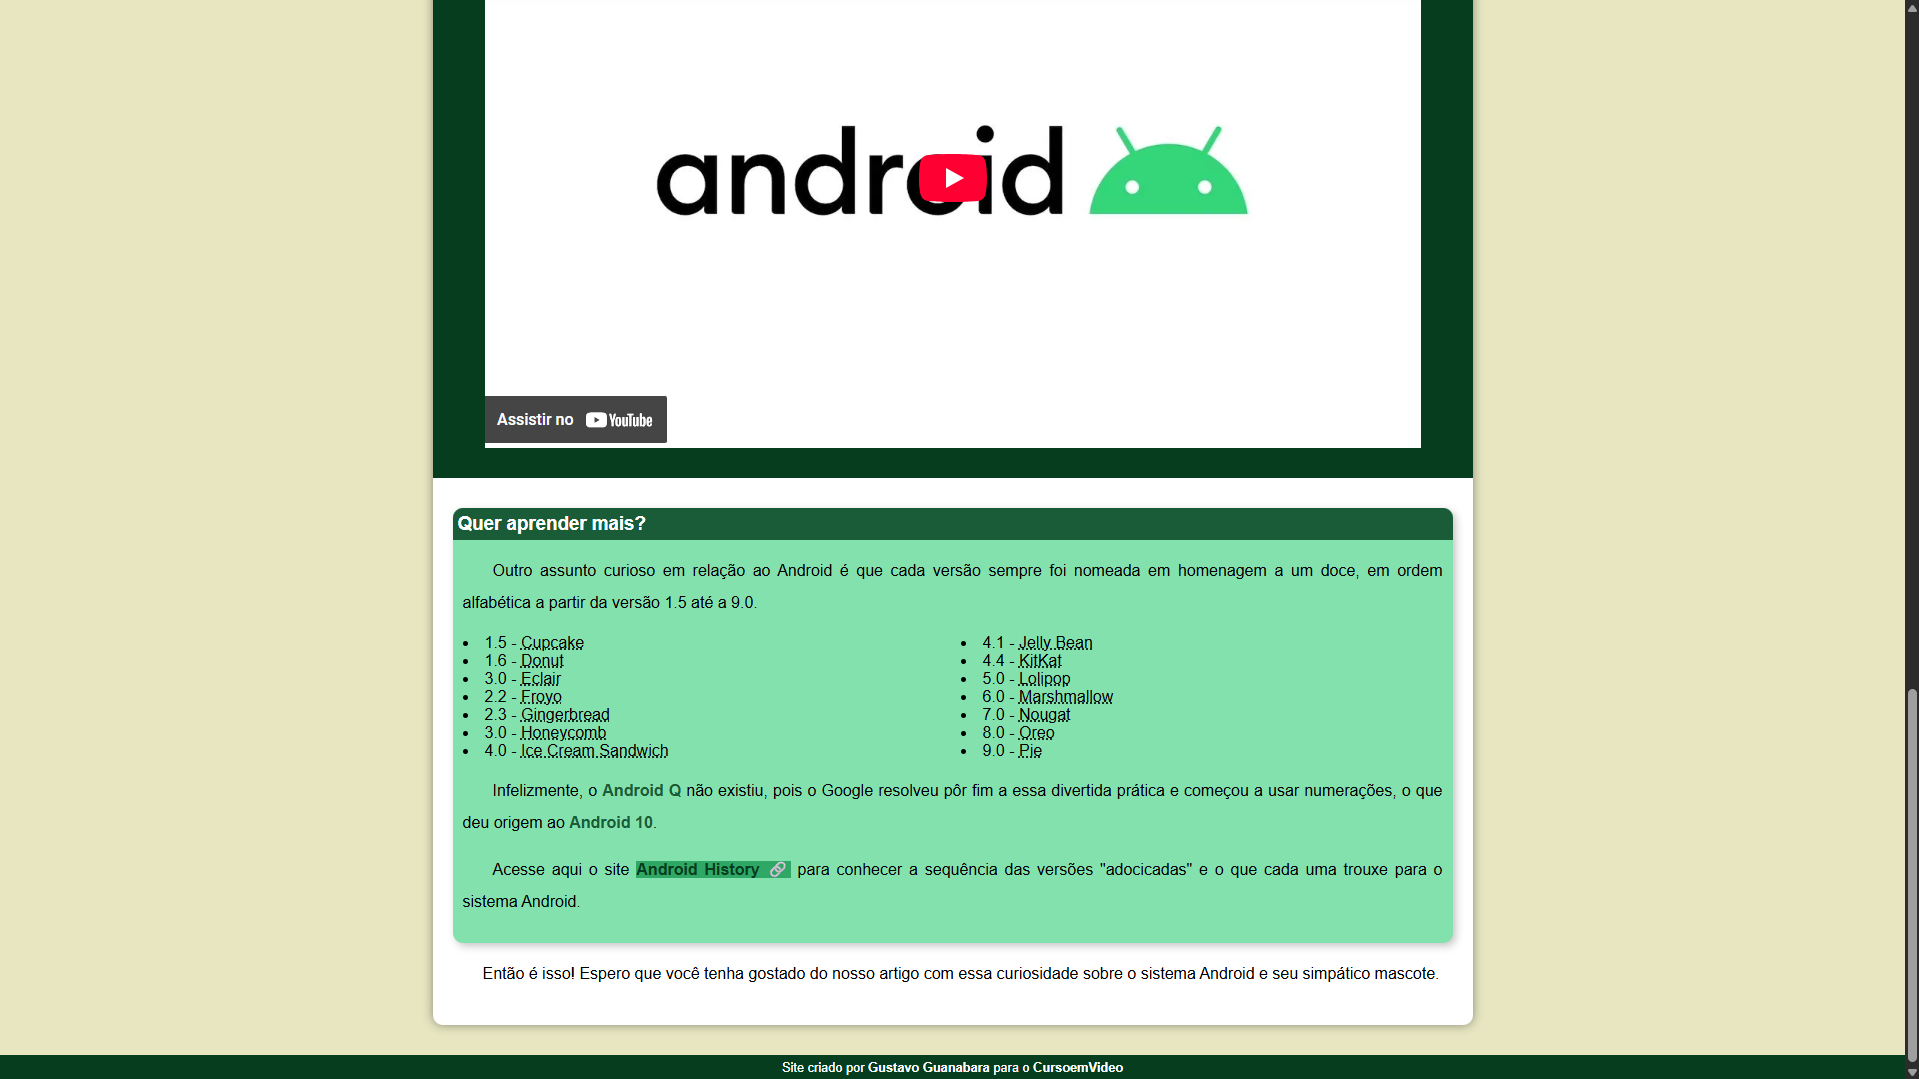 android
Assistir no YouTube
Quer aprender mais?
Outro assunto curioso em relação ao Android é que cada versão sempre foi nomeada em homenagem a um doce, em ordem
alfabética a partir da versão 1.5 até a 9.0.
• 1.5 - Cupcake
• 1.6 - Donut
• 3.0 - Eclair
• 2.2 - Froyo
• 2.3 - Gingerbread
• 3.0 - Honeycomb
• 4.0 - Ice Cream Sandwich
• 4.1 - Jelly Bean
• 4.4 - KitKat
• 5.0 - Lolipop
• 6.0 - Marshmallow
• 7.0 - Nougat
• 8.0 - Oreo
• 9.0 - Pie
Infelizmente, o Android Q não existiu, pois o Google resolveu pôr fim a essa divertida prática e começou a usar numerações, o que
deu origem ao Android 10.
Acesse aqui o site Android History 🔗 para conhecer a sequência das versões "adocicadas" e o que cada uma trouxe para o
sistema Android.
Então é isso! Espero que você tenha gostado do nosso artigo com essa curiosidade sobre o sistema Android e seu simpático mascote.
Site criado por Gustavo Guanabara para o CursoemVideo